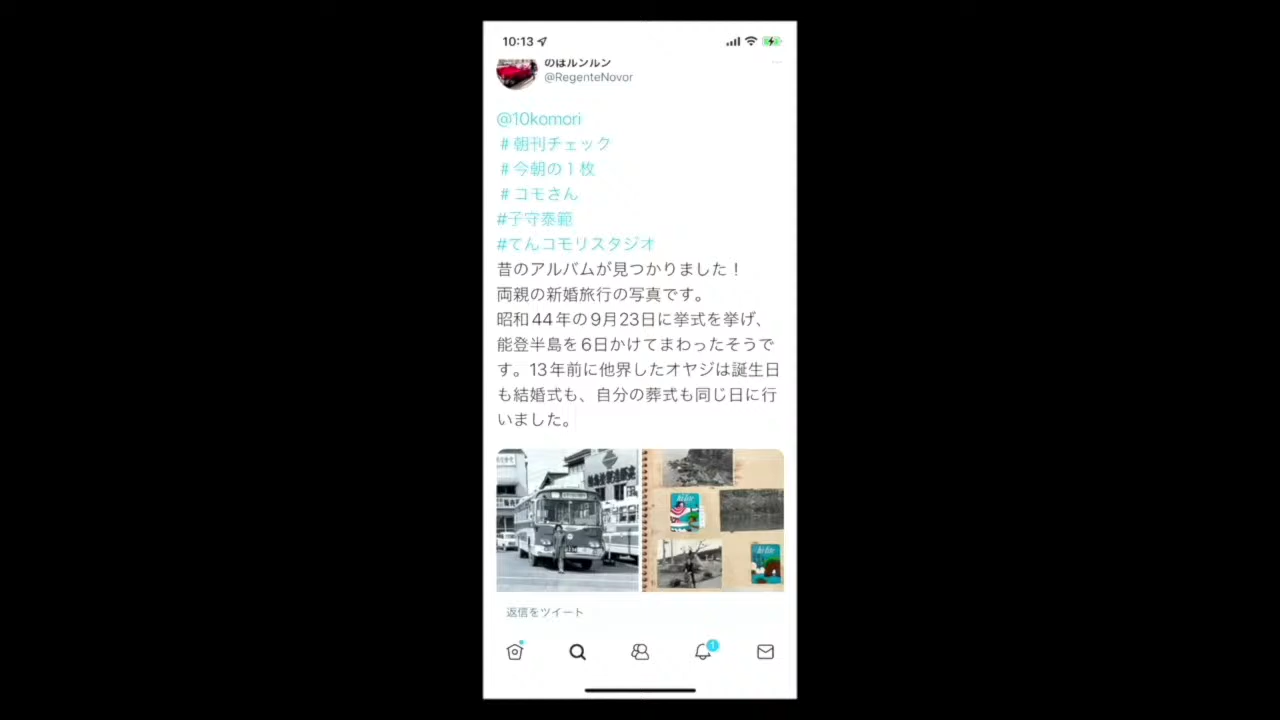 10:13
のはルンルン
@RegenteNovor
@10komori
#朝刊チェック
#今朝の1枚
#コモさん
#子守泰範
#てんコモリスタジオ
昔のアルバムが見つかりました！
両親の新婚旅行の写真です。
昭和44年の9月23日に挙式を挙げ、
能登半島を6日かけてまわったそうで
す。13年前に他界したオヤジは誕生日
も結婚式も、自分の葬式も同じ日に行
いました。
hi-lite
hi-lite
返信をツイート
1